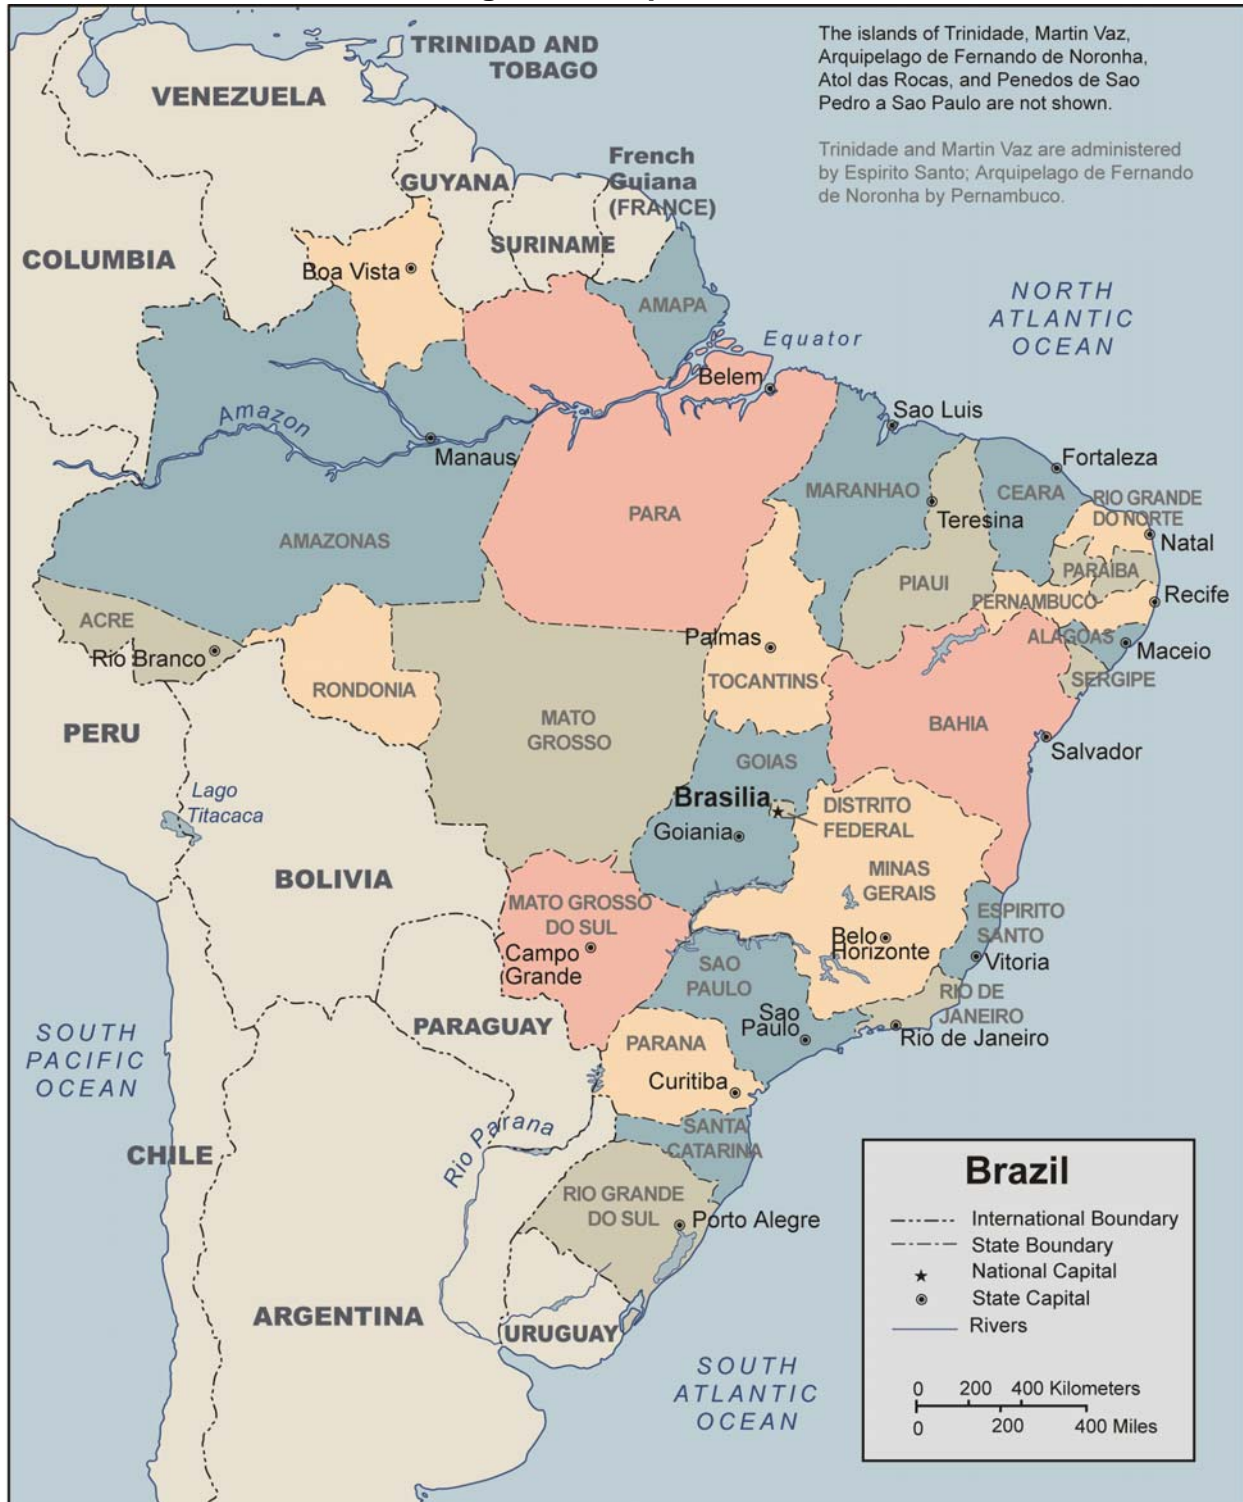 The islands of Trinidade, Martin Vaz,
Arquipelago de Fernando de Noronha,
Atol das Rocas, and Penedos de Sao
Pedro a Sao Paulo are not shown.
Trinidade and Martin Vaz are administered
by Espirito Santo; Arquipelago de Fernando
de Noronha by Pernambuco.
TRINIDAD AND
TOBAGO
VENEZUELA
GUYANA
French
Guiana
(FRANCE)
SURINAME
COLUMBIA
Boa Vista
AMAPA
NORTH
ATLANTIC
OCEAN
Equator
Belem
Amazon
Sao Luis
Manaus
Fortaleza
MARANHAO
CEARA
RIO GRANDE
DO NORTE
Teresina
PARA
Natal
AMAZONAS
PARAIBA
PIAUI
PERNAMBUCO
Recife
ACRE
Rio Branco
Palmas
ALAGOAS
Maceio
RONDONIA
TOCANTINS
SERGIPE
MATO
GROSSO
BAHIA
PERU
Salvador
GOIAS
Lago
Titacaca
Brasilia
DISTRITO
FEDERAL
Goiania
BOLIVIA
MINAS
GERAIS
MATO GROSSO
DO SUL
ESPIRITO
SANTO
Campo
Grande
Belo
Horizonte
Vitoria
SAO
PAULO
RIO DE
JANEIRO
Sao
Paulo
Rio de Janeiro
SOUTH
PACIFIC
OCEAN
PARAGUAY
PARANA
Curitiba
Rio Parana
SANTA
CATARINA
CHILE
RIO GRANDE
DO SUL
Porto Alegre
ARGENTINA
URUGUAY
SOUTH
ATLANTIC
OCEAN
Brazil
International Boundary
State Boundary
National Capital
State Capital
Rivers
0 200 400 Kilometers
0 200 400 Miles